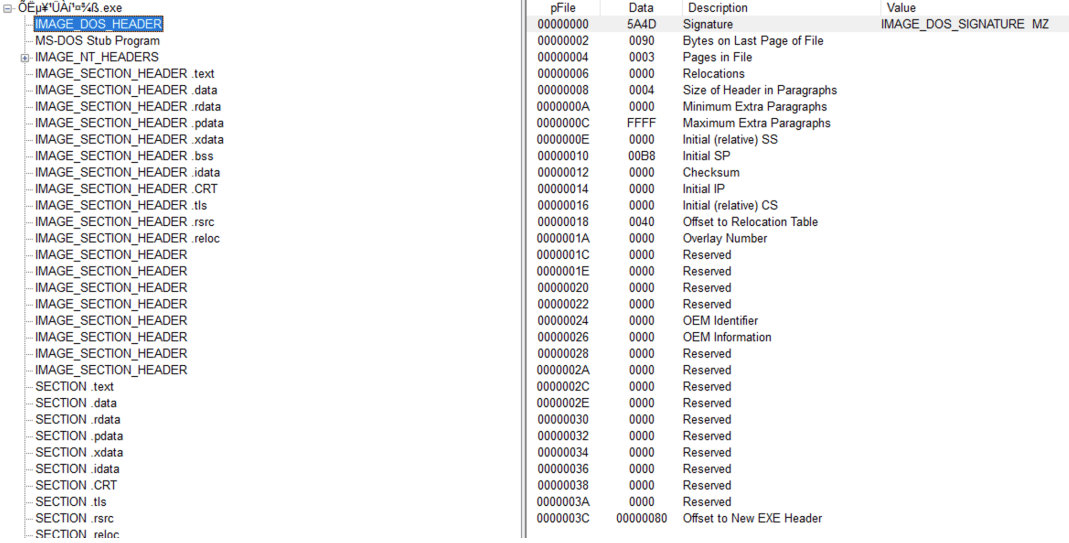 ÕËµ¥¹ÜÀí¹¤¾ß.exe
IMAGE_DOS_HEADER
MS-DOS Stub Program
IMAGE_NT_HEADERS
IMAGE_SECTION_HEADER .text
IMAGE_SECTION_HEADER .data
IMAGE_SECTION_HEADER .rdata
IMAGE_SECTION_HEADER .pdata
IMAGE_SECTION_HEADER .xdata
IMAGE_SECTION_HEADER .bss
IMAGE_SECTION_HEADER .idata
IMAGE_SECTION_HEADER .CRT
IMAGE_SECTION_HEADER .tls
IMAGE_SECTION_HEADER .rsrc
IMAGE_SECTION_HEADER .reloc
IMAGE_SECTION_HEADER
IMAGE_SECTION_HEADER
IMAGE_SECTION_HEADER
IMAGE_SECTION_HEADER
IMAGE_SECTION_HEADER
IMAGE_SECTION_HEADER
IMAGE_SECTION_HEADER
IMAGE_SECTION_HEADER
SECTION .text
SECTION .data
SECTION .rdata
SECTION .pdata
SECTION .xdata
SECTION .idata
SECTION .CRT
SECTION .tls
SECTION .rsrc
SECTION .reloc
pFile Data Description Value
00000000 5A4D Signature IMAGE_DOS_SIGNATURE MZ
00000002 0090 Bytes on Last Page of File
00000004 0003 Pages in File
00000006 0000 Relocations
00000008 0004 Size of Header in Paragraphs
0000000A 0000 Minimum Extra Paragraphs
0000000C FFFF Maximum Extra Paragraphs
0000000E 0000 Initial (relative) SS
00000010 00B8 Initial SP
00000012 0000 Checksum
00000014 0000 Initial IP
00000016 0000 Initial (relative) CS
00000018 0040 Offset to Relocation Table
0000001A 0000 Overlay Number
0000001C 0000 Reserved
0000001E 0000 Reserved
00000020 0000 Reserved
00000022 0000 Reserved
00000024 0000 OEM Identifier
00000026 0000 OEM Information
00000028 0000 Reserved
0000002A 0000 Reserved
0000002C 0000 Reserved
0000002E 0000 Reserved
00000030 0000 Reserved
00000032 0000 Reserved
00000034 0000 Reserved
00000036 0000 Reserved
00000038 0000 Reserved
0000003A 0000 Reserved
0000003C 00000080 Offset to New EXE Header